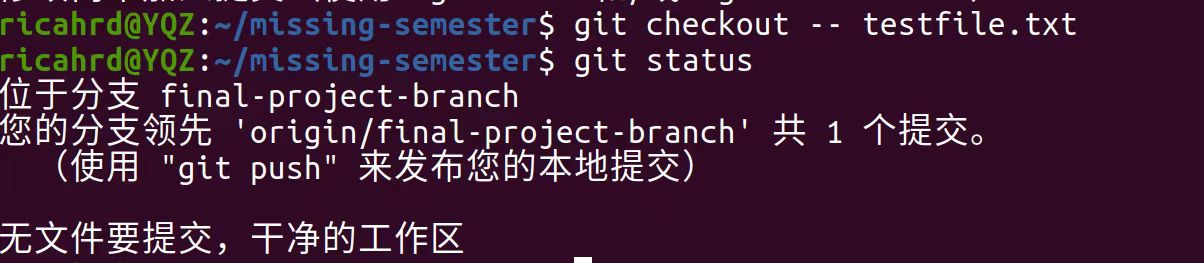 ricahrd@YQZ:~/missing-semester$ git checkout -- testfile.txt
ricahrd@YQZ:~/missing-semester$ git status
位于分支 final-project-branch
您的分支领先 'origin/final-project-branch' 共 1 个提交。
（使用 "git push" 来发布您的本地提交）
无文件要提交，干净的工作区